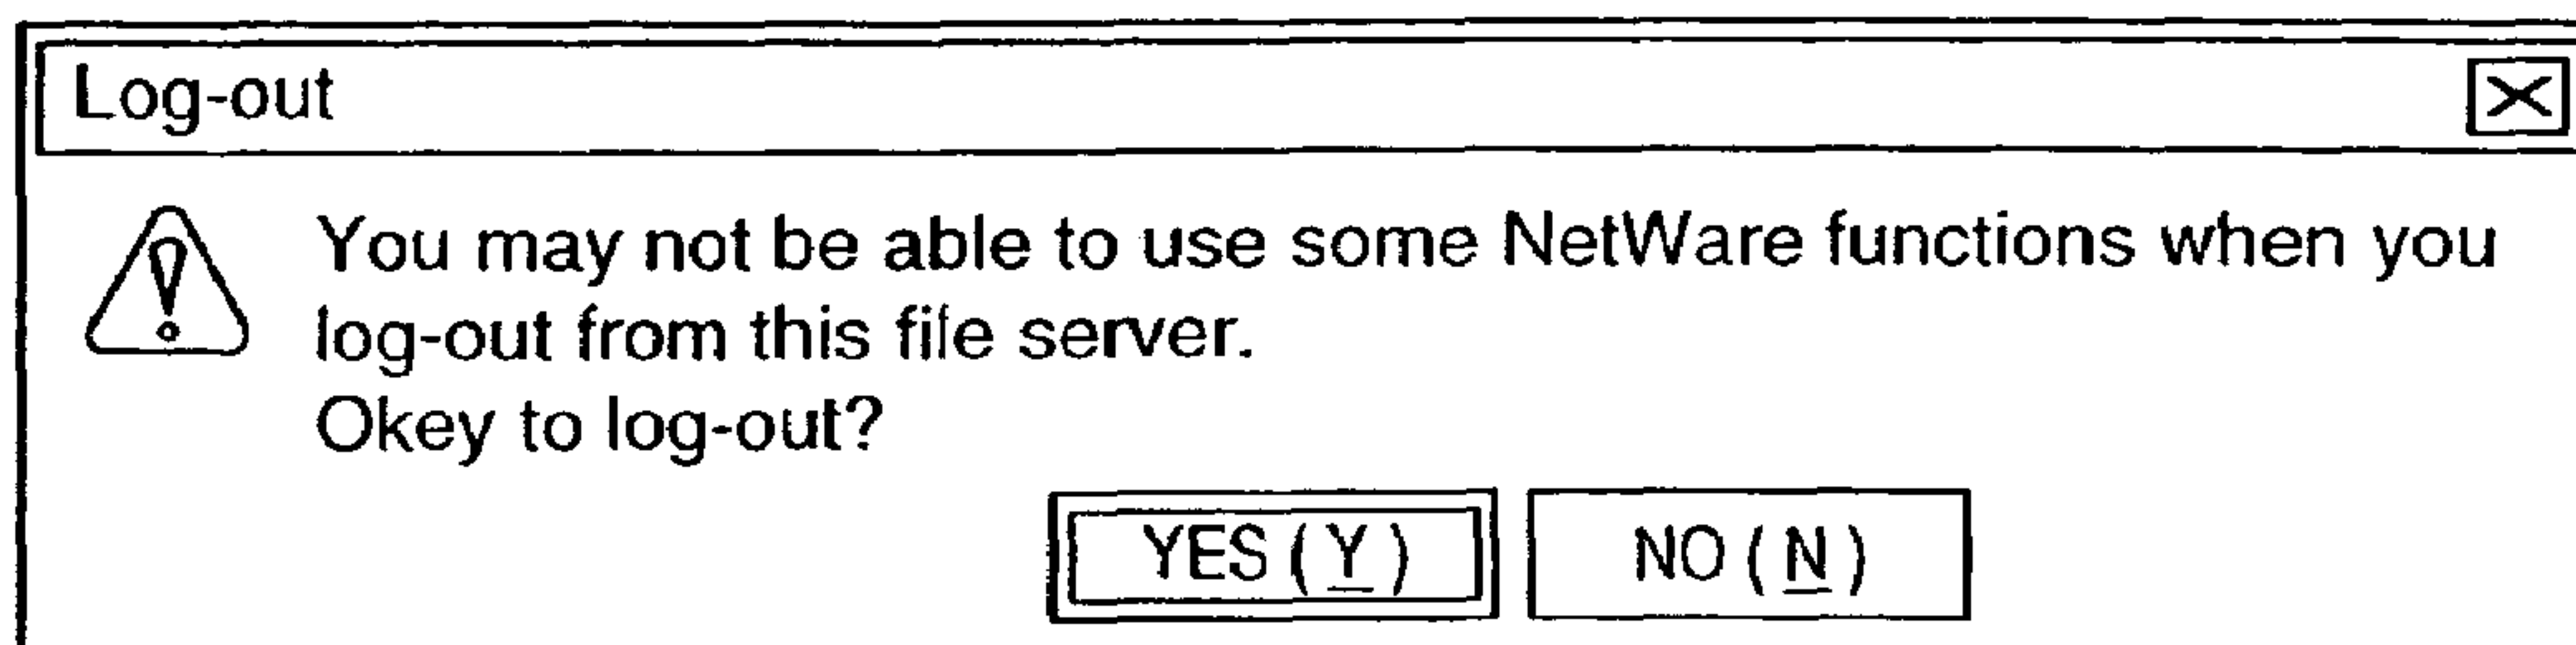 Log-out
You may not be able to use some NetWare functions when you
log-out from this file server.
Okey to log-out?
YES (Y) NO (N)